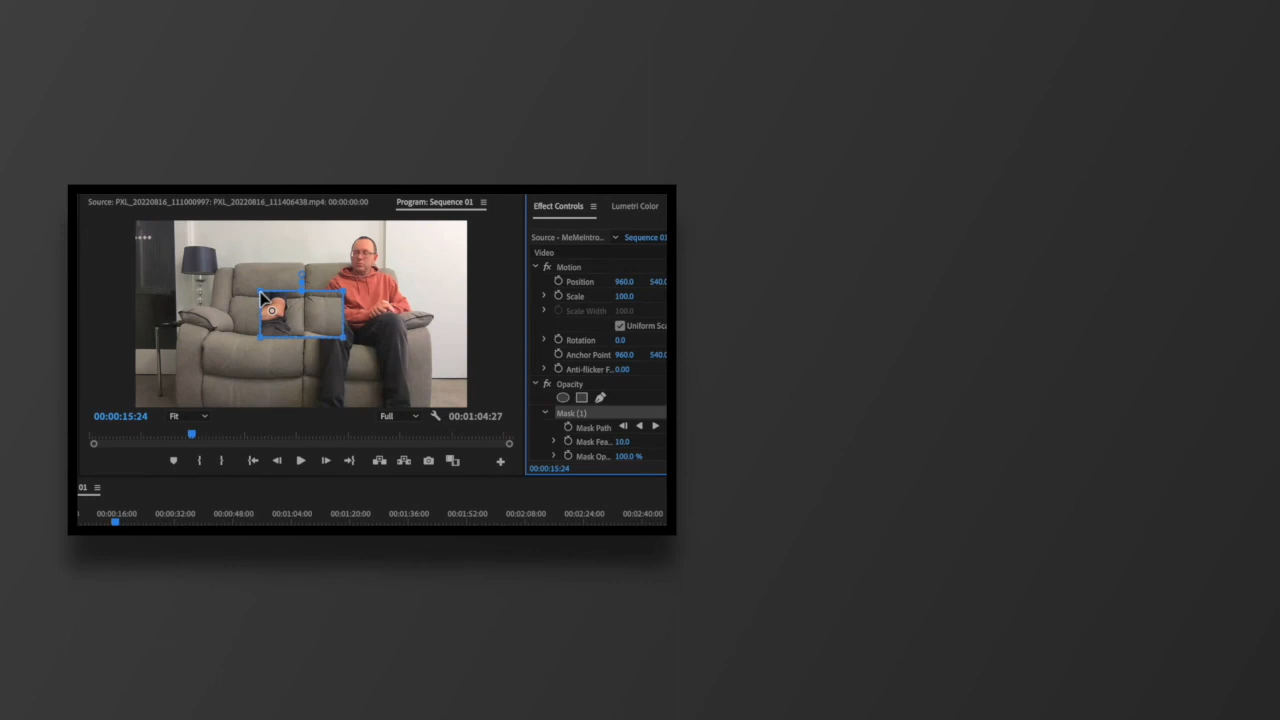 Source: PXL_20220816_111000997: PXL_20220816_111406438.mp4: 00:00:00:00
Program: Sequence 01
Effect Controls
Lumetri Color
Source - MeMeIntro...
Sequence 01
Video
fx Motion
Position 960.0 540.0
Scale 100.0
Scale Width 100.0
Uniform Sca
Rotation 0.0
Anchor Point 960.0 540.0
Anti-flicker F.. 0.00
fx Opacity
Mask (1)
Mask Path
Mask Fea.. 10.0
Mask Op.. 100.0 %
00:00:15:24
00:00:15:24 Fit Full 00:01:04:27
01
00:00:16:00 00:00:32:00 00:00:48:00 00:01:04:00 00:01:20:00 00:01:36:00 00:01:52:00 00:02:08:00 00:02:24:00 00:02:40:00